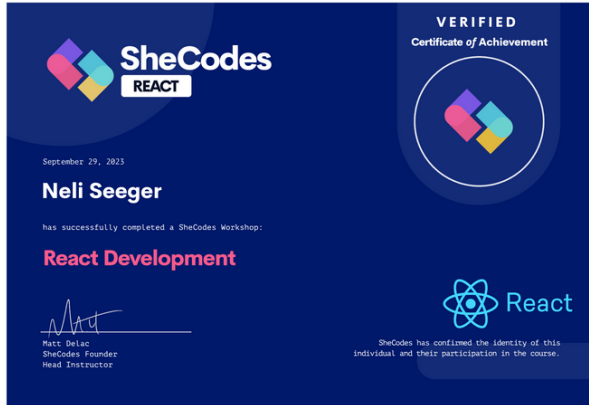 SheCodes
REACT
VERIFIED
Certificate of Achievement
September 29, 2023
Neli Seeger
has successfully completed a SheCodes Workshop:
React Development
Matt Delac
SheCodes Founder
Head Instructor
React
SheCodes has confirmed the identity of this
individual and their participation in the course.